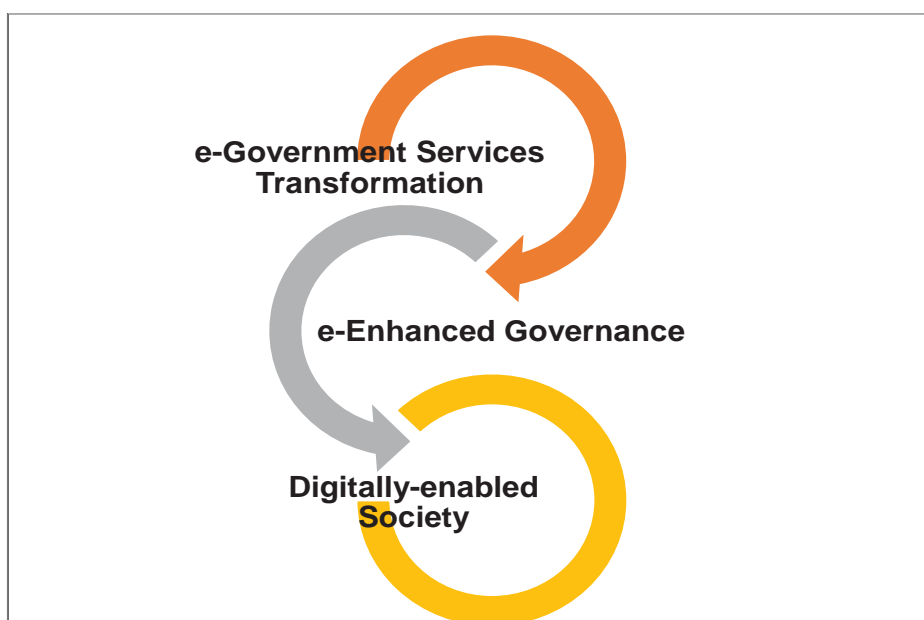 e-Government Services
Transformation
e-Enhanced Governance
Digitally-enabled
Society